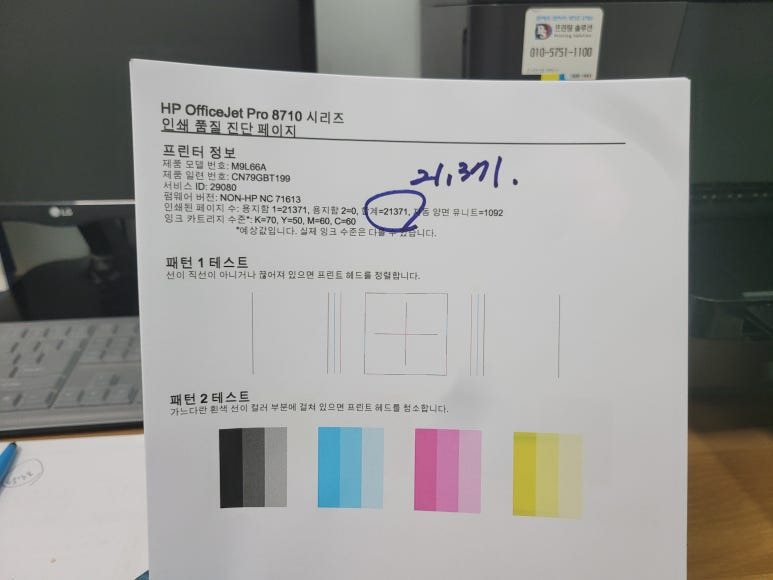 프린팅 솔루션
Printing Solution
010-5751-1100
HP OfficeJet Pro 8710 시리즈
인쇄 품질 진단 페이지
프린터 정보
제품 모델 번호: M9L66A
제품 일련 번호: CN79GBT199
서비스 ID: 29080
펌웨어 버전: NON-HP NC 71613
21,371.
인쇄된 페이지 수: 용지함 1=21371, 용지함 2=0, 합계=21371, 자동 양면 유니트=1092
잉크 카트리지 수준*: K=70, Y=50, M=60, C=60
*예상값입니다. 실제 잉크 수준은 다를 수 있습니다.
패턴 1 테스트
선이 직선이 아니거나 끊어져 있으면 프린트 헤드를 정렬합니다.
패턴 2 테스트
가느다란 흰색 선이 컬러 부분에 걸쳐 있으면 프린트 헤드를 청소합니다.
LG